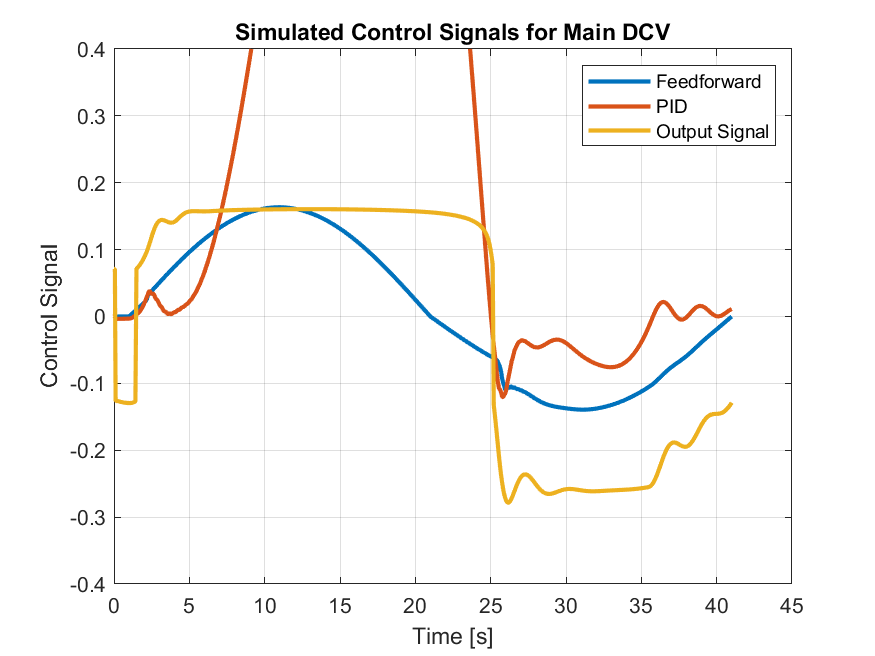 Simulated Control Signals for Main DCV
Feedforward
PID
Output Signal
Control Signal
0.4
0.3
0.2
0.1
0
-0.1
-0.2
-0.3
-0.4
0 5 10 15 20 25 30 35 40 45
Time [s]